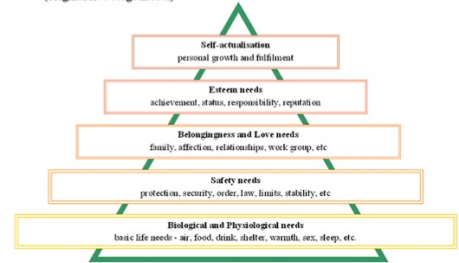 Self-actualisation
personal growth and fulfilment
Esteem needs
achievement, status, responsibility, reputation
Belongingness and Love needs
family, affection, relationships, work group, etc
Safety needs
protection, security, order, law, limits, stability, etc
Biological and Physiological needs
basic life needs - air, food, drink, shelter, warmth, sex, sleep, etc.